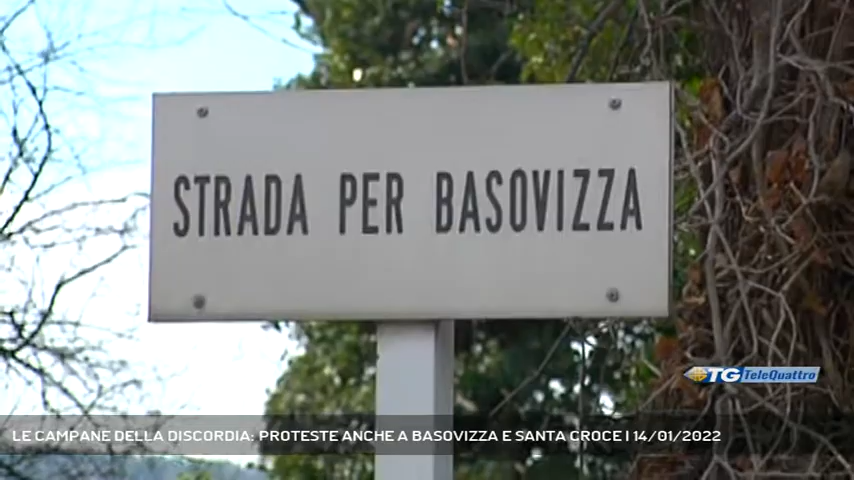 STRADA PER BASOVIZZA
TG TeleQuattro
LE CAMPANE DELLA DISCORDIA: PROTESTE ANCHE A BASOVIZZA E SANTA CROCE | 14/01/2022